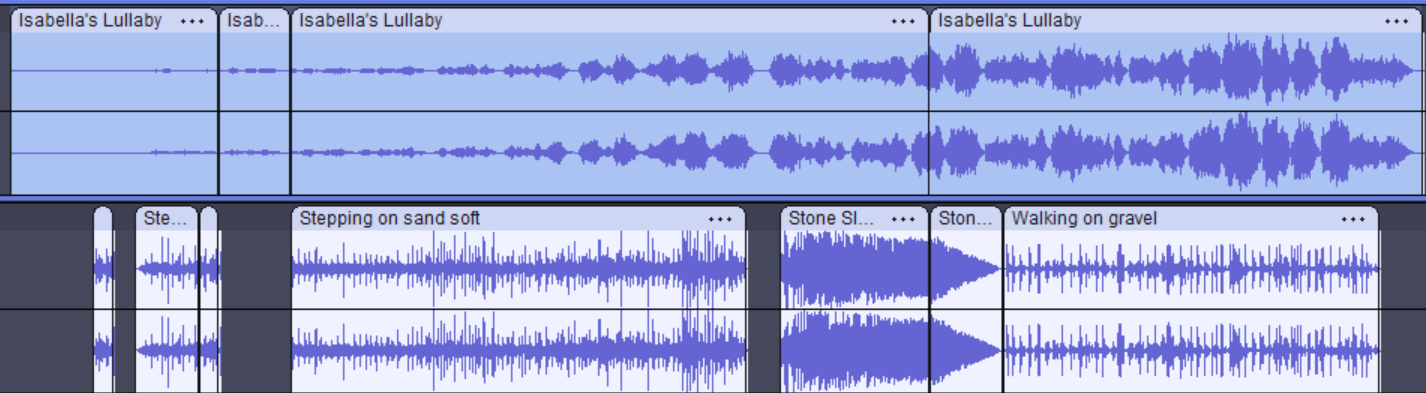 Isabella's Lullaby ...
Isab...
Isabella's Lullaby ...
Isabella's Lullaby ...
Ste...
Stepping on sand soft ...
Stone Sl... ...
Ston...
Walking on gravel ...